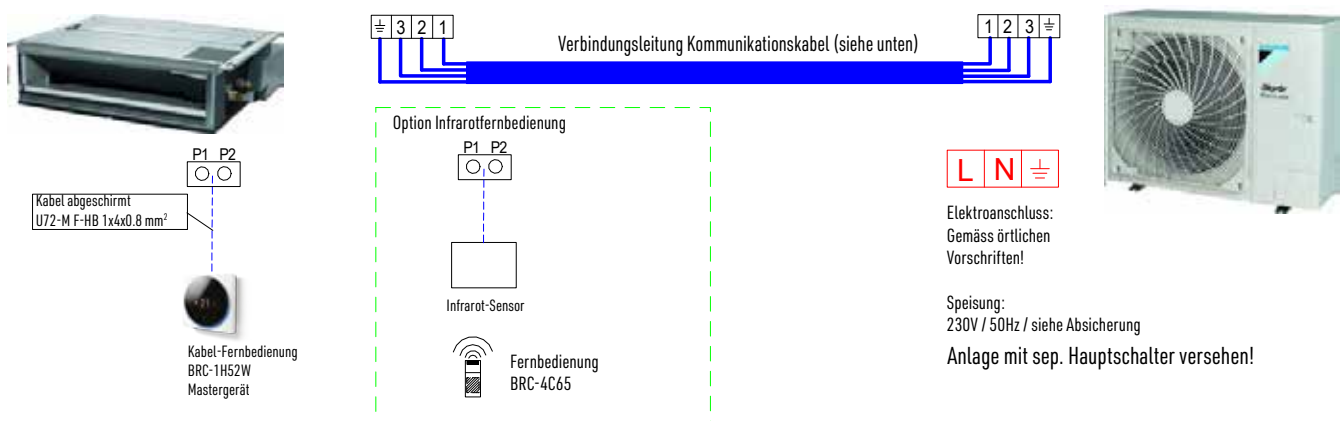 ⏚ 3 2 1
Verbindungsleitung Kommunikationskabel (siehe unten)
1 2 3 ⏚
P1 P2
Kabel abgeschirmt
U72-M F-HB 1x4x0.8 mm²
Kabel-Fernbedienung
BRC-1H52W
Mastergerät
Option Infrarotfernbedienung
P1 P2
Infrarot-Sensor
Fernbedienung
BRC-4C65
L N ⏚
Elektroanschluss:
Gemäss örtlichen
Vorschriften!
Speisung:
230V / 50Hz / siehe Absicherung
Anlage mit sep. Hauptschalter versehen!